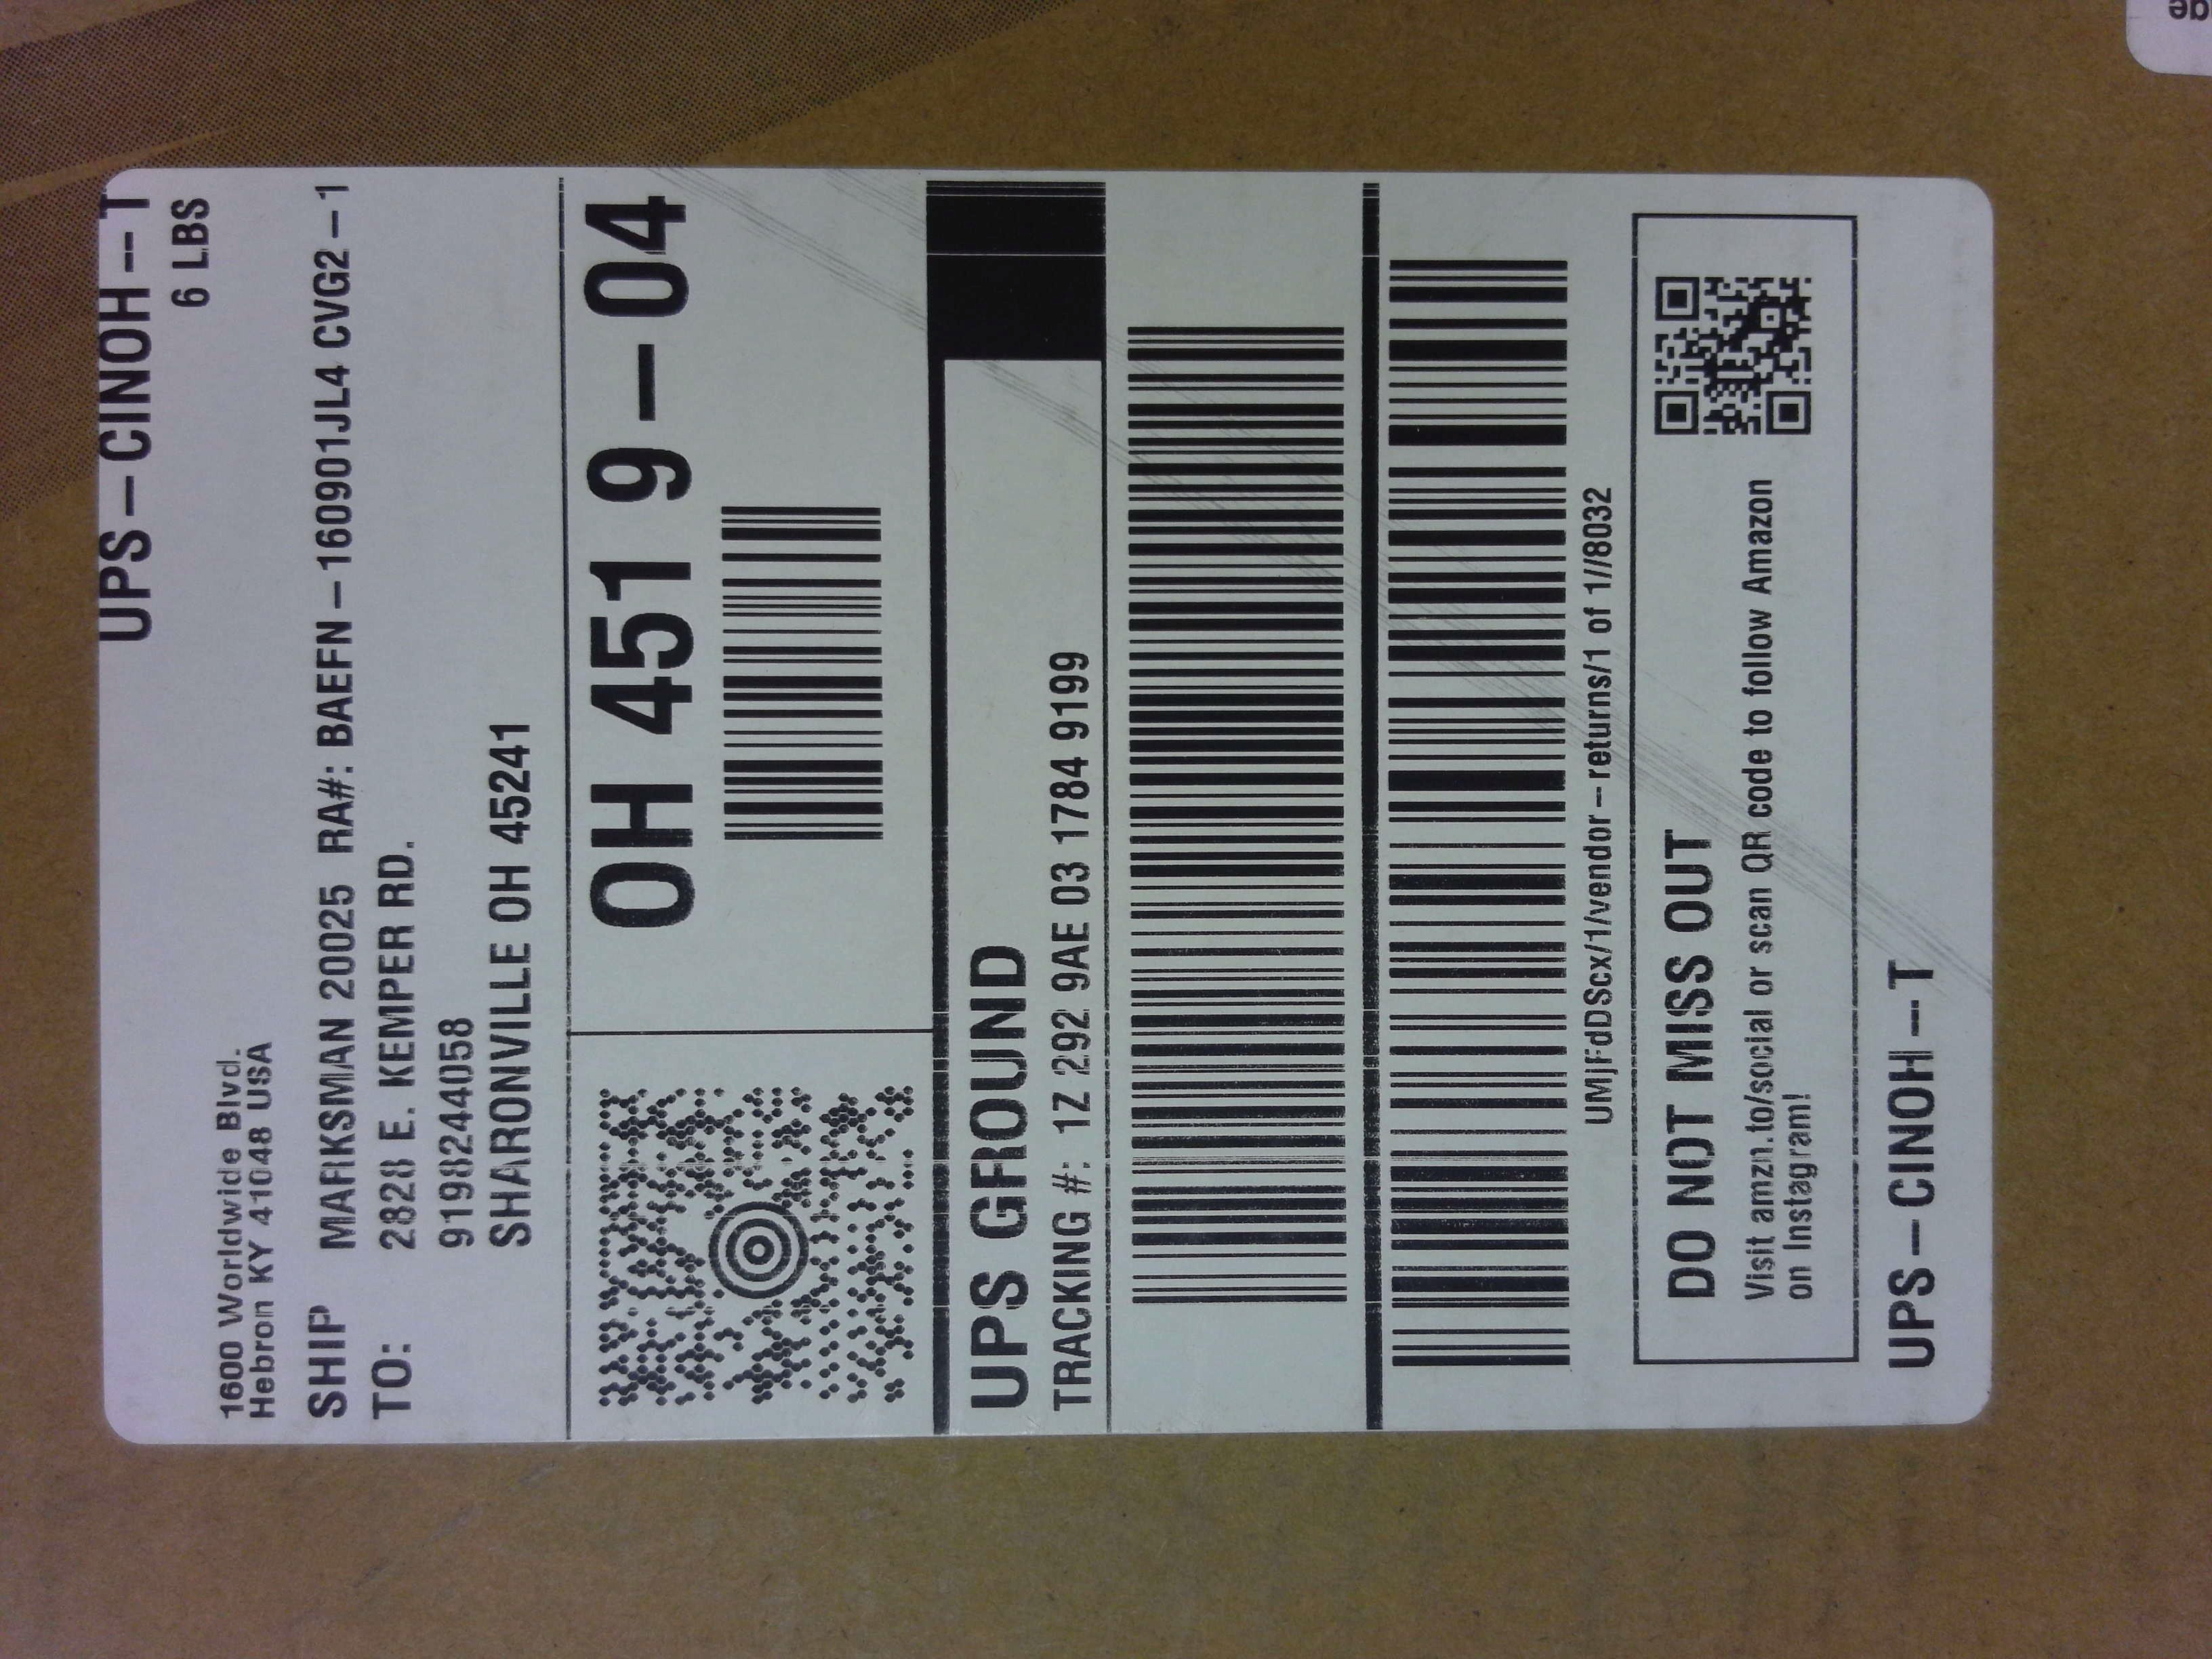 UPS-CINOH--T
6 LBS
1600 Worldwide Blvd.
Hebron KY 41048 USA
SHIP TO:
MARKSMAN 20025 RA#: BAEFN-160901JL4 CVG2-1
2828 E. KEMPER RD.
9198244058
SHARONVILLE OH 45241
OH 451 9-04
UPS GROUND
TRACKING #: 1Z 292 9AE 03 1784 9199
UMjFdDScx/1/vendor-returns/1 of 1//8032
DO NOT MISS OUT
Visit amzn.to/social or scan QR code to follow Amazon
on Instagram!
UPS-CINOH--T